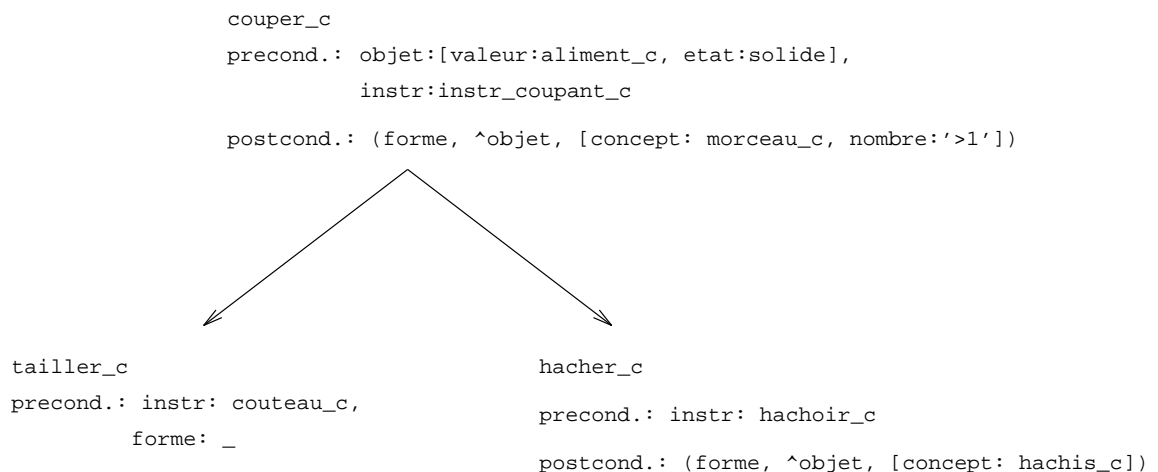 couper_c
precond.: objet:[valeur:aliment_c, etat:solide],
instr:instr_coupant_c
postcond.: (forme, ^objet, [concept: morceau_c, nombre:'>1'])
tailler_c
precond.: instr: couteau_c,
forme: _
hacher_c
precond.: instr: hachoir_c
postcond.: (forme, ^objet, [concept: hachis_c])